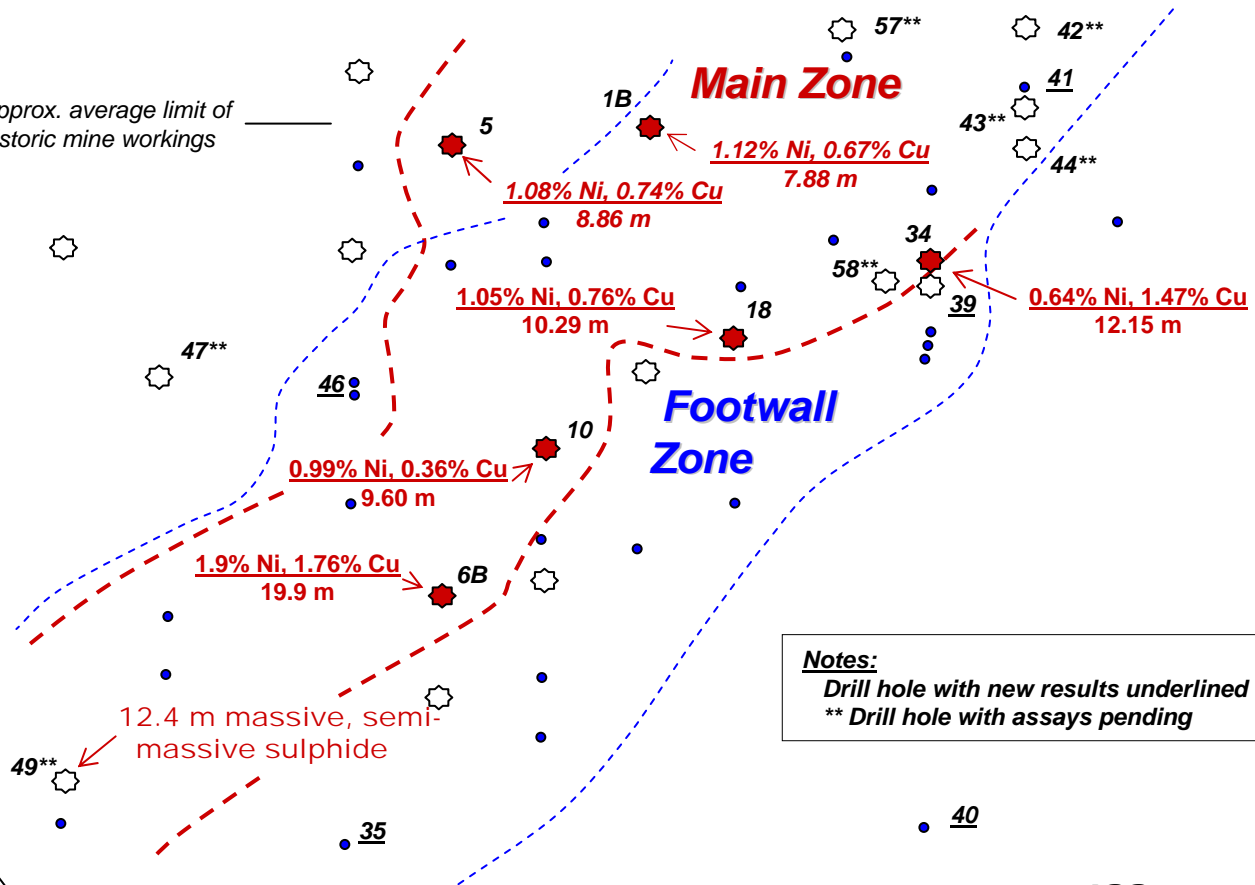 57**
42**
Main Zone
41
pprox. average limit of
storic mine workings
5
1B
43**
1.12% Ni, 0.67% Cu
7.88 m
44**
1.08% Ni, 0.74% Cu
8.86 m
34
58**
1.05% Ni, 0.76% Cu
10.29 m
18
39
0.64% Ni, 1.47% Cu
12.15 m
47**
46
Footwall
Zone
10
0.99% Ni, 0.36% Cu
9.60 m
1.9% Ni, 1.76% Cu
19.9 m
6B
Notes:
Drill hole with new results underlined
** Drill hole with assays pending
12.4 m massive, semi-
massive sulphide
49**
35
40